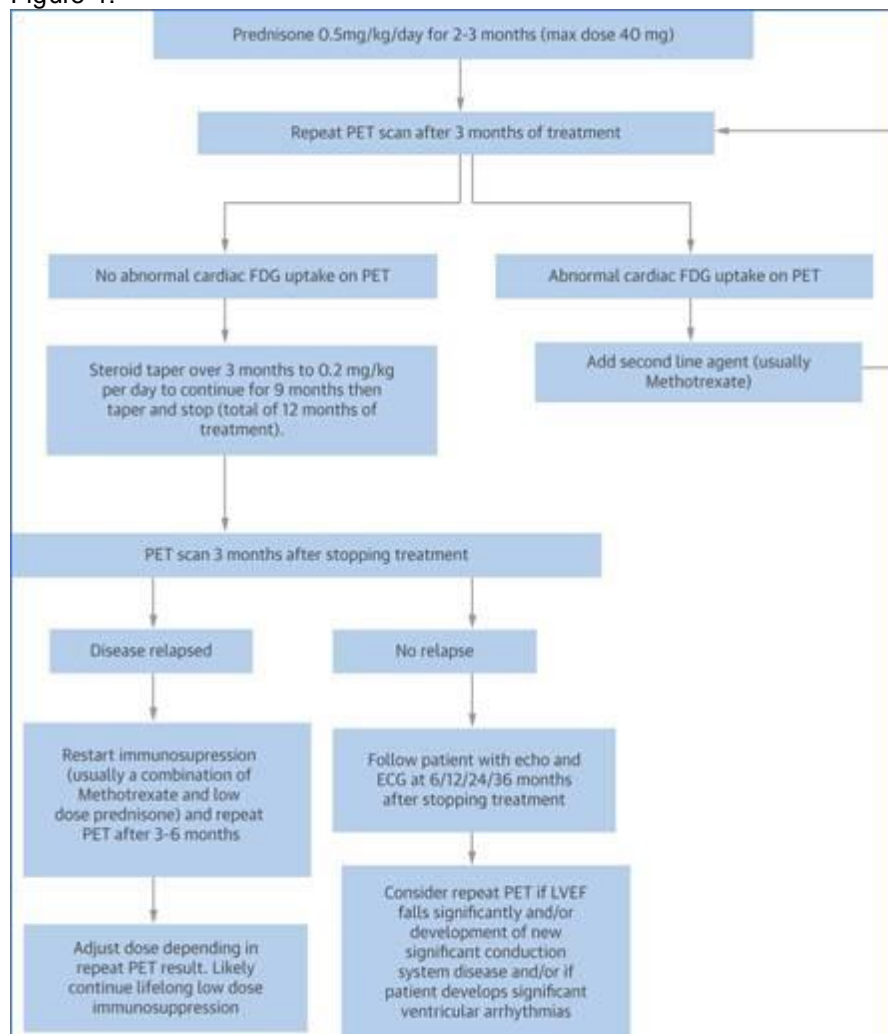 Prednisone 0.5mg/kg/day for 2-3 months (max dose 40 mg)
Repeat PET scan after 3 months of treatment
No abnormal cardiac FDG uptake on PET
Abnormal cardiac FDG uptake on PET
Steroid taper over 3 months to 0.2 mg/kg
per day to continue for 9 months then
taper and stop (total of 12 months of
treatment).
Add second line agent (usually
Methotrexate)
PET scan 3 months after stopping treatment
Disease relapsed
No relapse
Restart immunosupression
(usually a combination of
Methotrexate and low
dose prednisone) and repeat
PET after 3-6 months
Follow patient with echo and
ECG at 6/12/24/36 months
after stopping treatment
Adjust dose depending in
repeat PET result. Likely
continue lifelong low dose
immunosuppression
Consider repeat PET if LVEF
falls significantly and/or
development of new
significant conduction
system disease and/or if
patient develops significant
ventricular arrhythmias